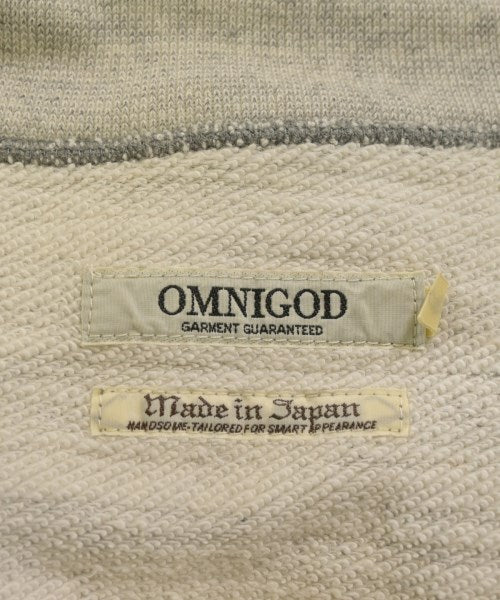 OMNIGOD
GARMENT GUARANTEED
Made in Japan
HANDSOME-TAILORED FOR SMART APPEARANCE